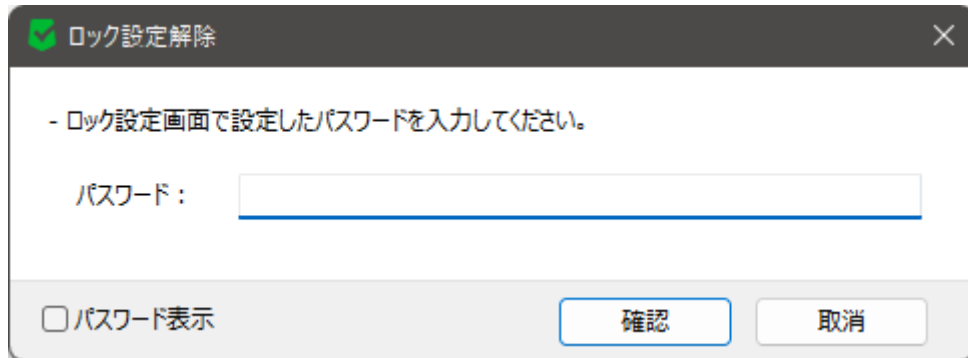 ロック設定解除
- ロック設定画面で設定したパスワードを入力してください。
パスワード：
パスワード表示
確認
取消